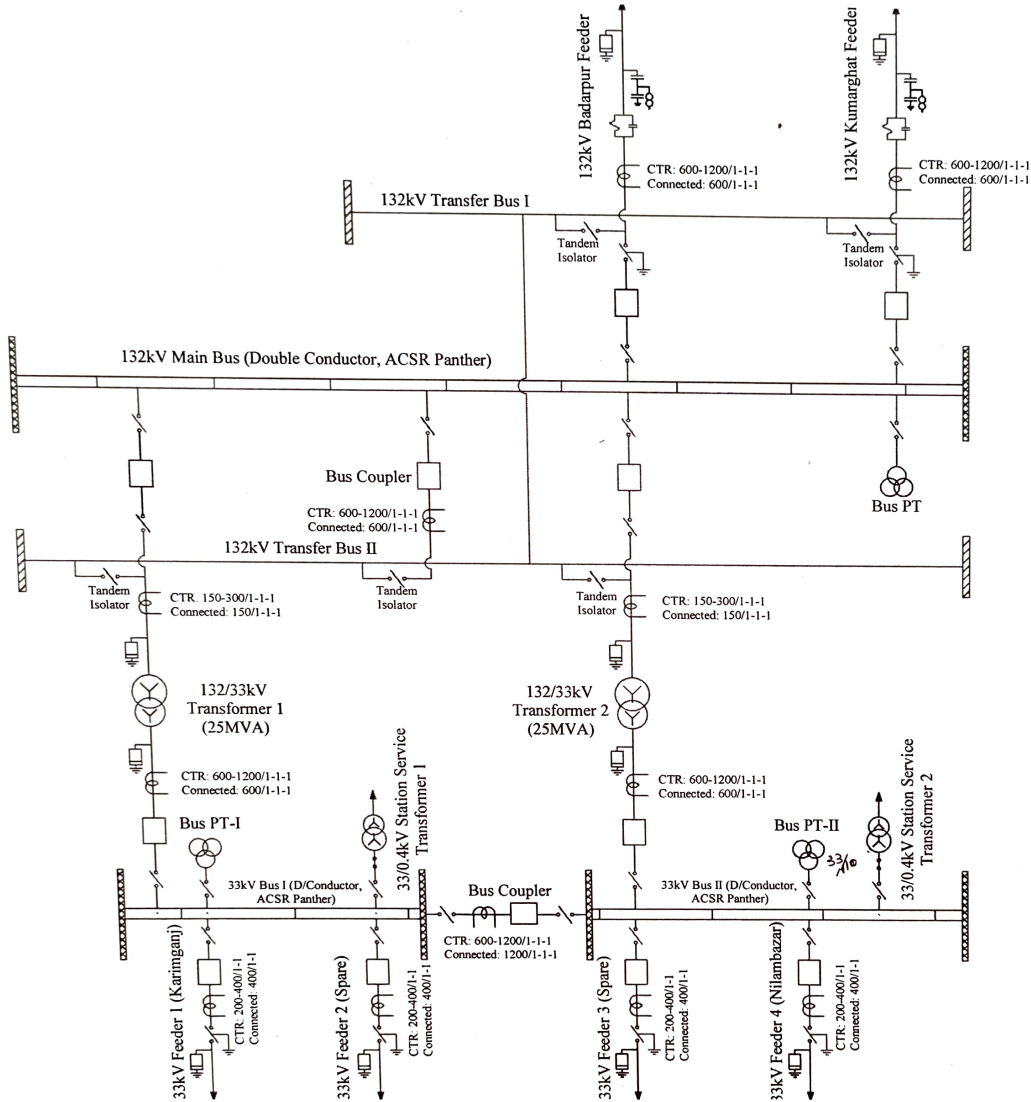 132kV Badarpur Feeder
132kV Kumarghat Feeder
CTR: 600-1200/1-1-1
Connected: 600/1-1-1
CTR: 600-1200/1-1-1
Connected: 600/1-1-1
132kV Transfer Bus I
Tandem
Isolator
Tandem
Isolator
132kV Main Bus (Double Conductor, ACSR Panther)
Bus Coupler
CTR: 600-1200/1-1-1
Connected: 600/1-1-1
Bus PT
132kV Transfer Bus II
Tandem
Isolator
Tandem
Isolator
Tandem
Isolator
CTR. 150-300/1-1-1
Connected: 150/1-1-1
CTR: 150-300/1-1-1
Connected: 150/1-1-1
132/33kV
Transformer 1
(25MVA)
132/33kV
Transformer 2
(25MVA)
CTR: 600-1200/1-1-1
Connected: 600/1-1-1
CTR: 600-1200/1-1-1
Connected: 600/1-1-1
Bus PT-I
33/0.4kV Station Service
Transformer 1
Bus PT-II
33/0.4kV Station Service
Transformer 2
33kV Bus I (D/Conductor,
ACSR Panther)
Bus Coupler
CTR: 600-1200/1-1-1
Connected: 1200/1-1-1
33kV Bus II (D/Conductor,
ACSR Panther)
33kV Feeder 1 (Karimganj)
CTR: 200-400/1-1
Connected: 400/1-1
33kV Feeder 2 (Spare)
CTR: 200-400/1-1
Connected: 400/1-1
33kV Feeder 3 (Spare)
CTR: 200-400/1-1
Connected: 400/1-1
33kV Feeder 4 (Nilambazar)
CTR: 200-400/1-1
Connected: 400/1-1